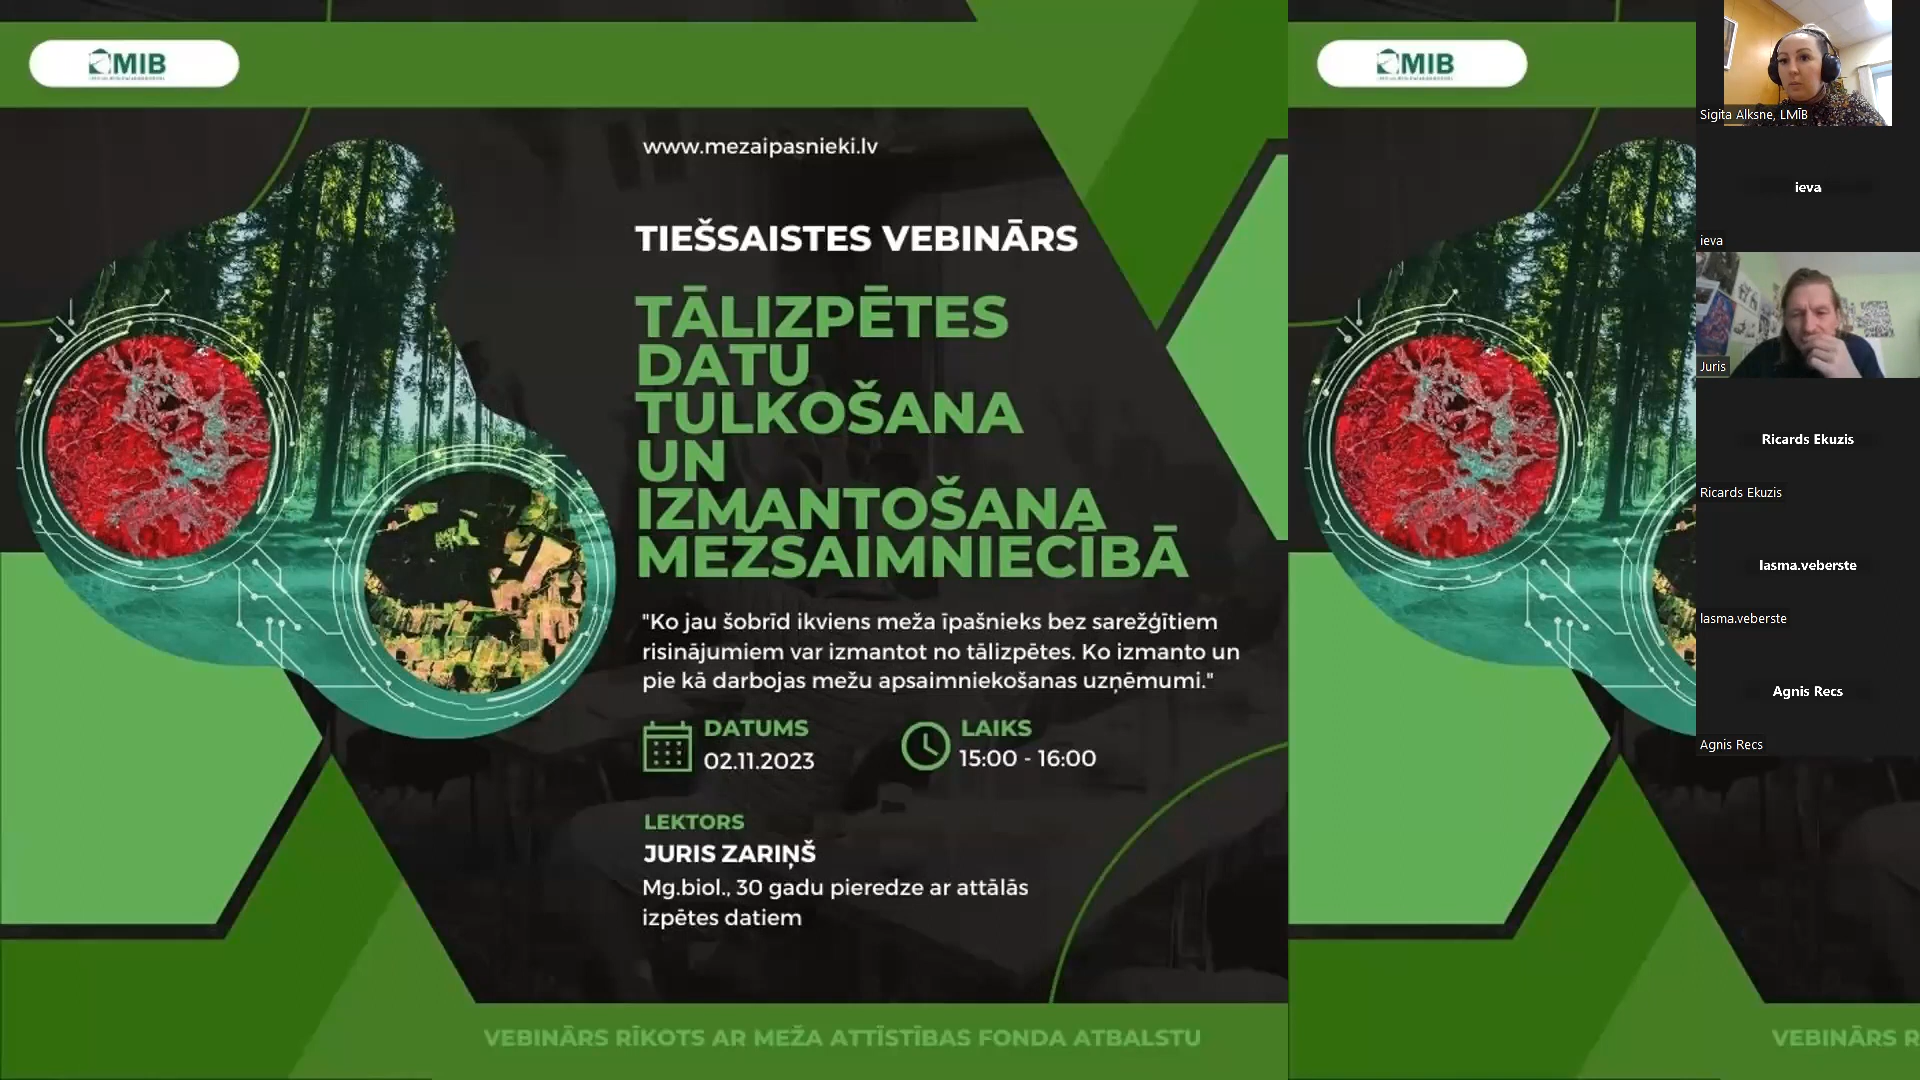 MIB
www.mezaipasnieki.lv
TIEŠSAISTES VEBINĀRS
TĀLIZPĒTES
DATU
TULKOŠANA
UN
IZMANTOŠANA
MEŽSAIMNIECĪBĀ
"Ko jau šobrīd ikviens meža īpašnieks bez sarežģītiem
risinājumiem var izmantot no tālizpētes. Ko izmanto un
pie kā darbojas mežu apsaimniekošanas uzņēmumi."
DATUMS
02.11.2023
LAIKS
15:00 - 16:00
LEKTORS
JURIS ZARIŅŠ
Mg.biol., 30 gadu pieredze ar attālās
izpētes datiem
VEBINĀRS RĪKOTS AR MEŽA ATTĪSTĪBAS FONDA ATBALSTU
MIB
VEBINĀRS R
Sigita Alksne, LMĪB
ieva
ieva
Juris
Ricards Ekuzis
Ricards Ekuzis
lasma.veberste
lasma.veberste
Agnis Recs
Agnis Recs